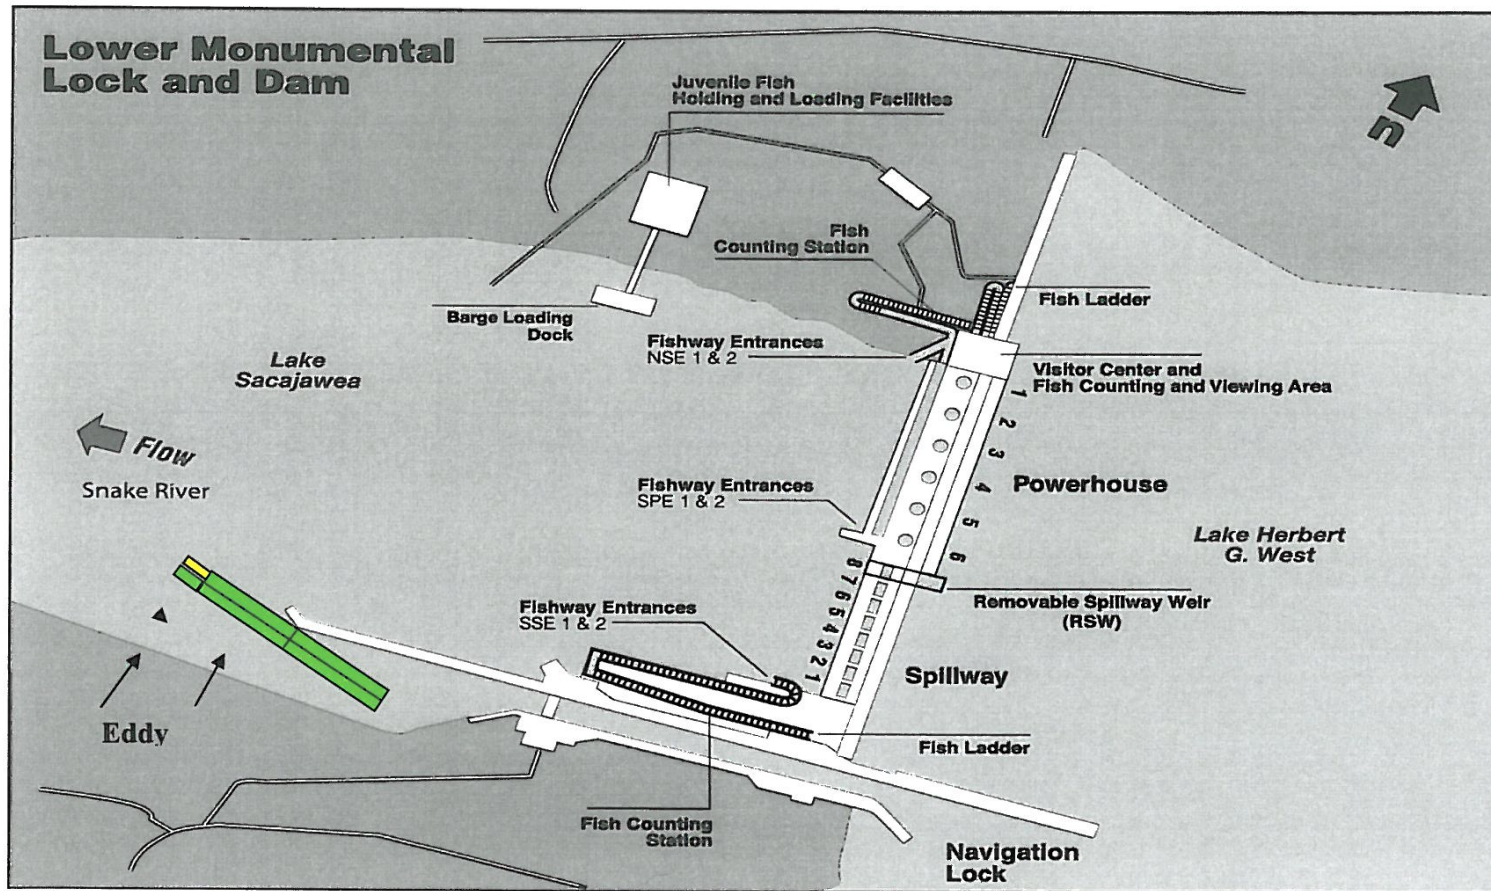 Lower Monumental
Lock and Dam
Juvenile Fish
Holding and Loading Facilities
n
Fish
Counting Station
Fish Ladder
Barge Loading
Dock
Fishway Entrances
NSE 1 & 2
Visitor Center and
Fish Counting and Viewing Area
Lake
Sacajawea
1
2
3
4
5
6
Powerhouse
Flow
Snake River
Fishway Entrances
SPE 1 & 2
Lake Herbert
G. West
8
7
6
5
4
3
2
1
Removable Spillway Weir
(RSW)
Fishway Entrances
SSE 1 & 2
Spillway
Eddy
Fish Ladder
Fish Counting
Station
Navigation
Lock